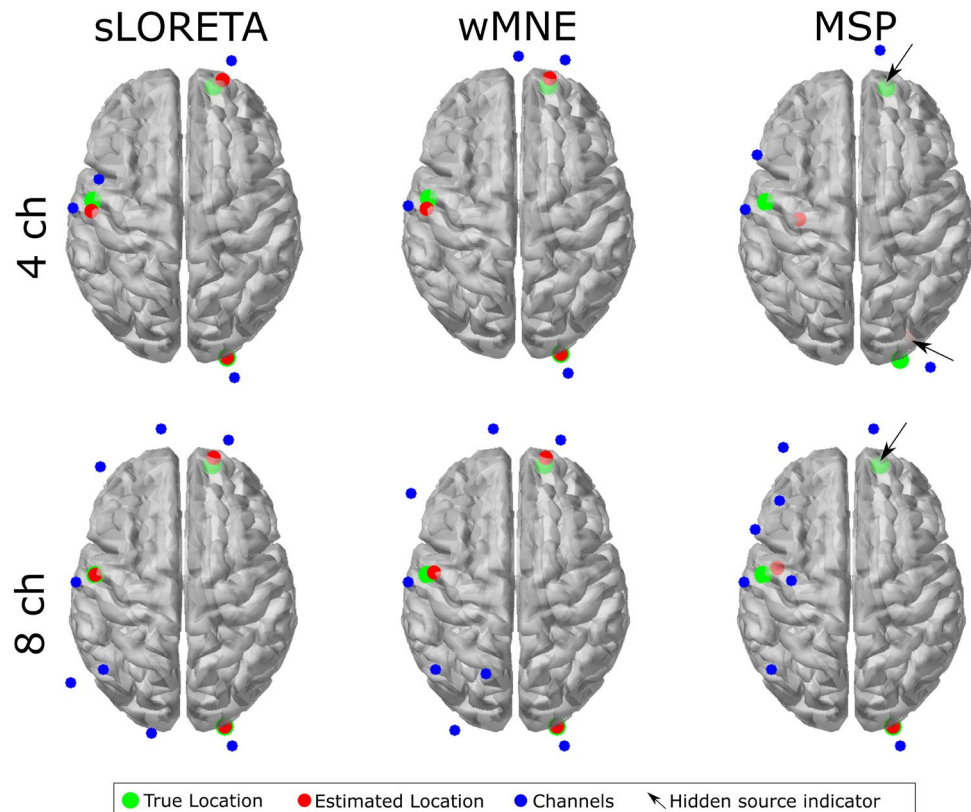 sLORETA wMNE MSP
4 ch
8 ch
True Location Estimated Location Channels Hidden source indicator